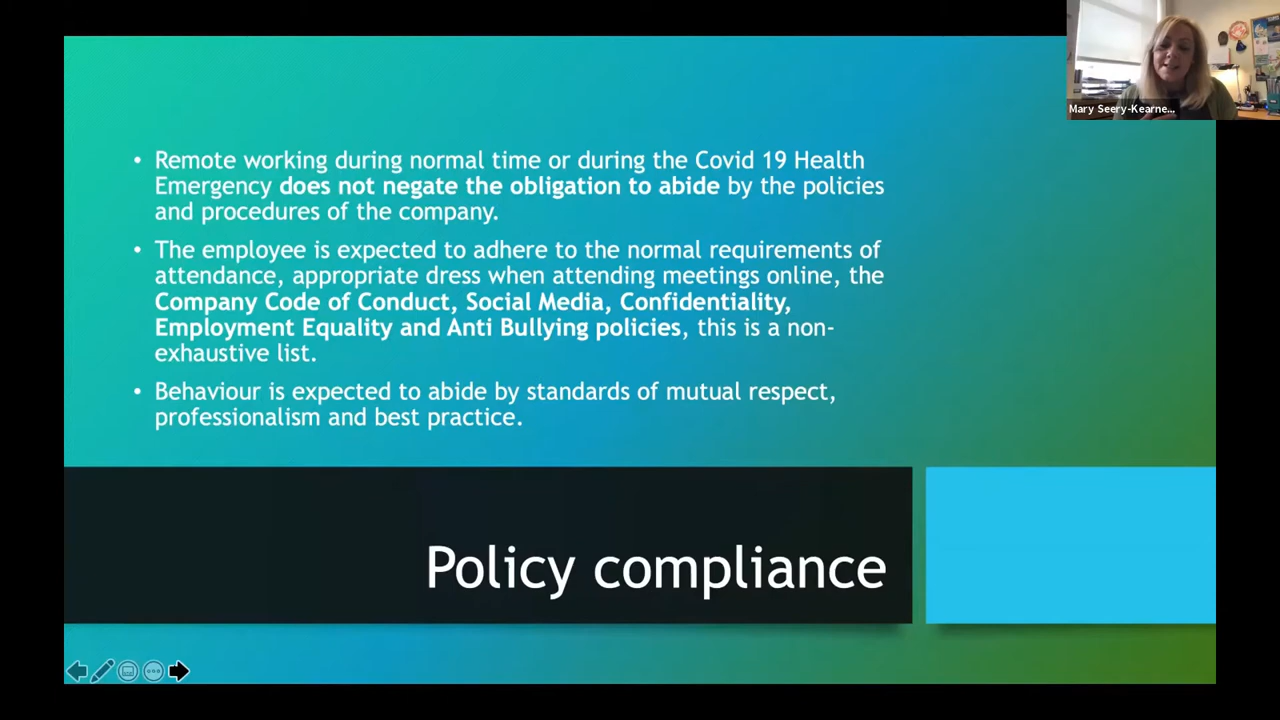 Mary Seery-Kearne...
• Remote working during normal time or during the Covid 19 Health
Emergency does not negate the obligation to abide by the policies
and procedures of the company.
• The employee is expected to adhere to the normal requirements of
attendance, appropriate dress when attending meetings online, the
Company Code of Conduct, Social Media, Confidentiality,
Employment Equality and Anti Bullying policies, this is a non-
exhaustive list.
• Behaviour is expected to abide by standards of mutual respect,
professionalism and best practice.
Policy compliance